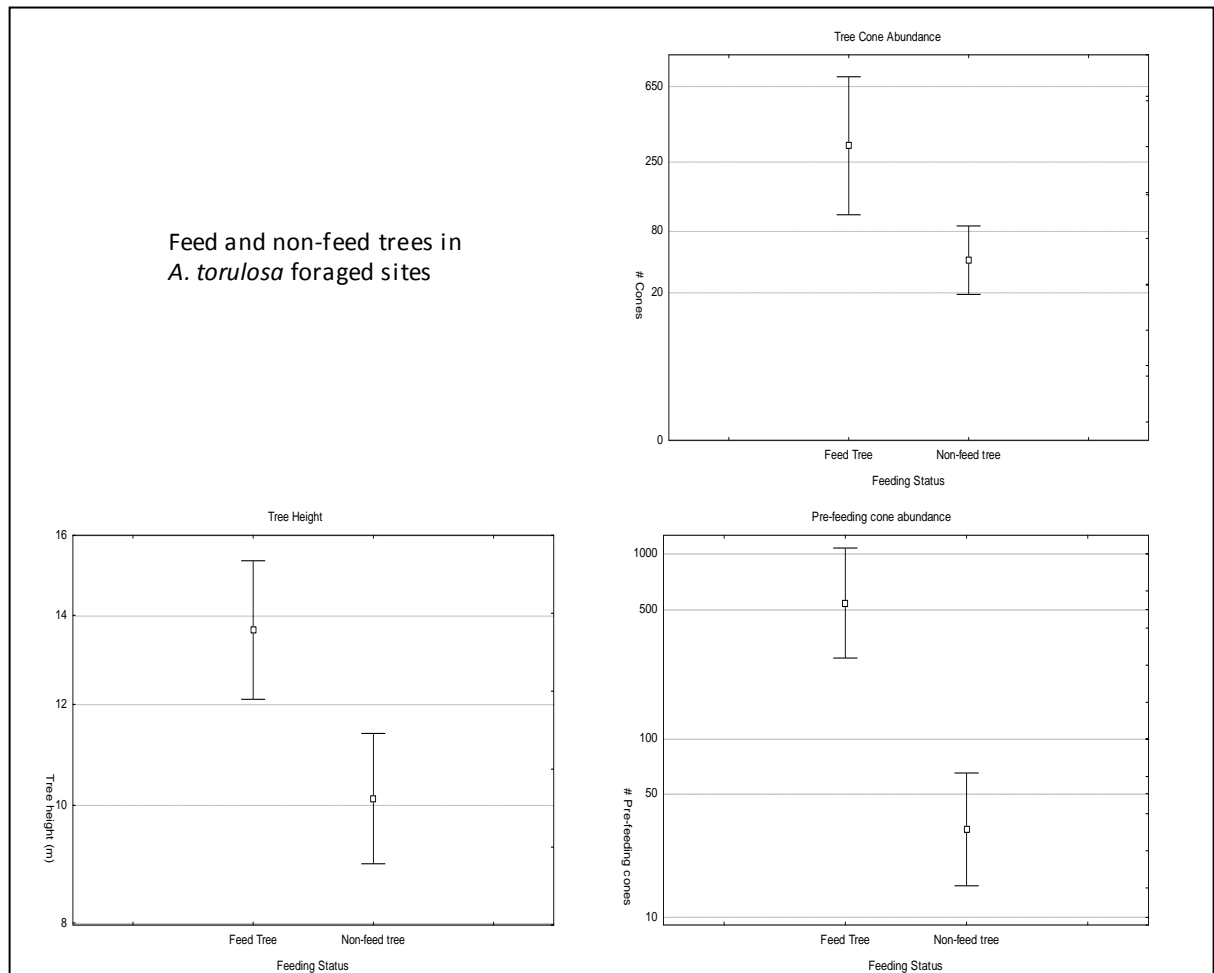 Feed and non-feed trees in
A. torulosa foraged sites
Tree Cone Abundance
# Cones
650
250
80
20
0
Feed Tree Non-feed tree
Feeding Status
Tree Height
Tree height (m)
16
14
12
10
8
Feed Tree Non-feed tree
Feeding Status
Pre-feeding cone abundance
# Pre-feeding cones
1000
500
100
50
10
Feed Tree Non-feed tree
Feeding Status